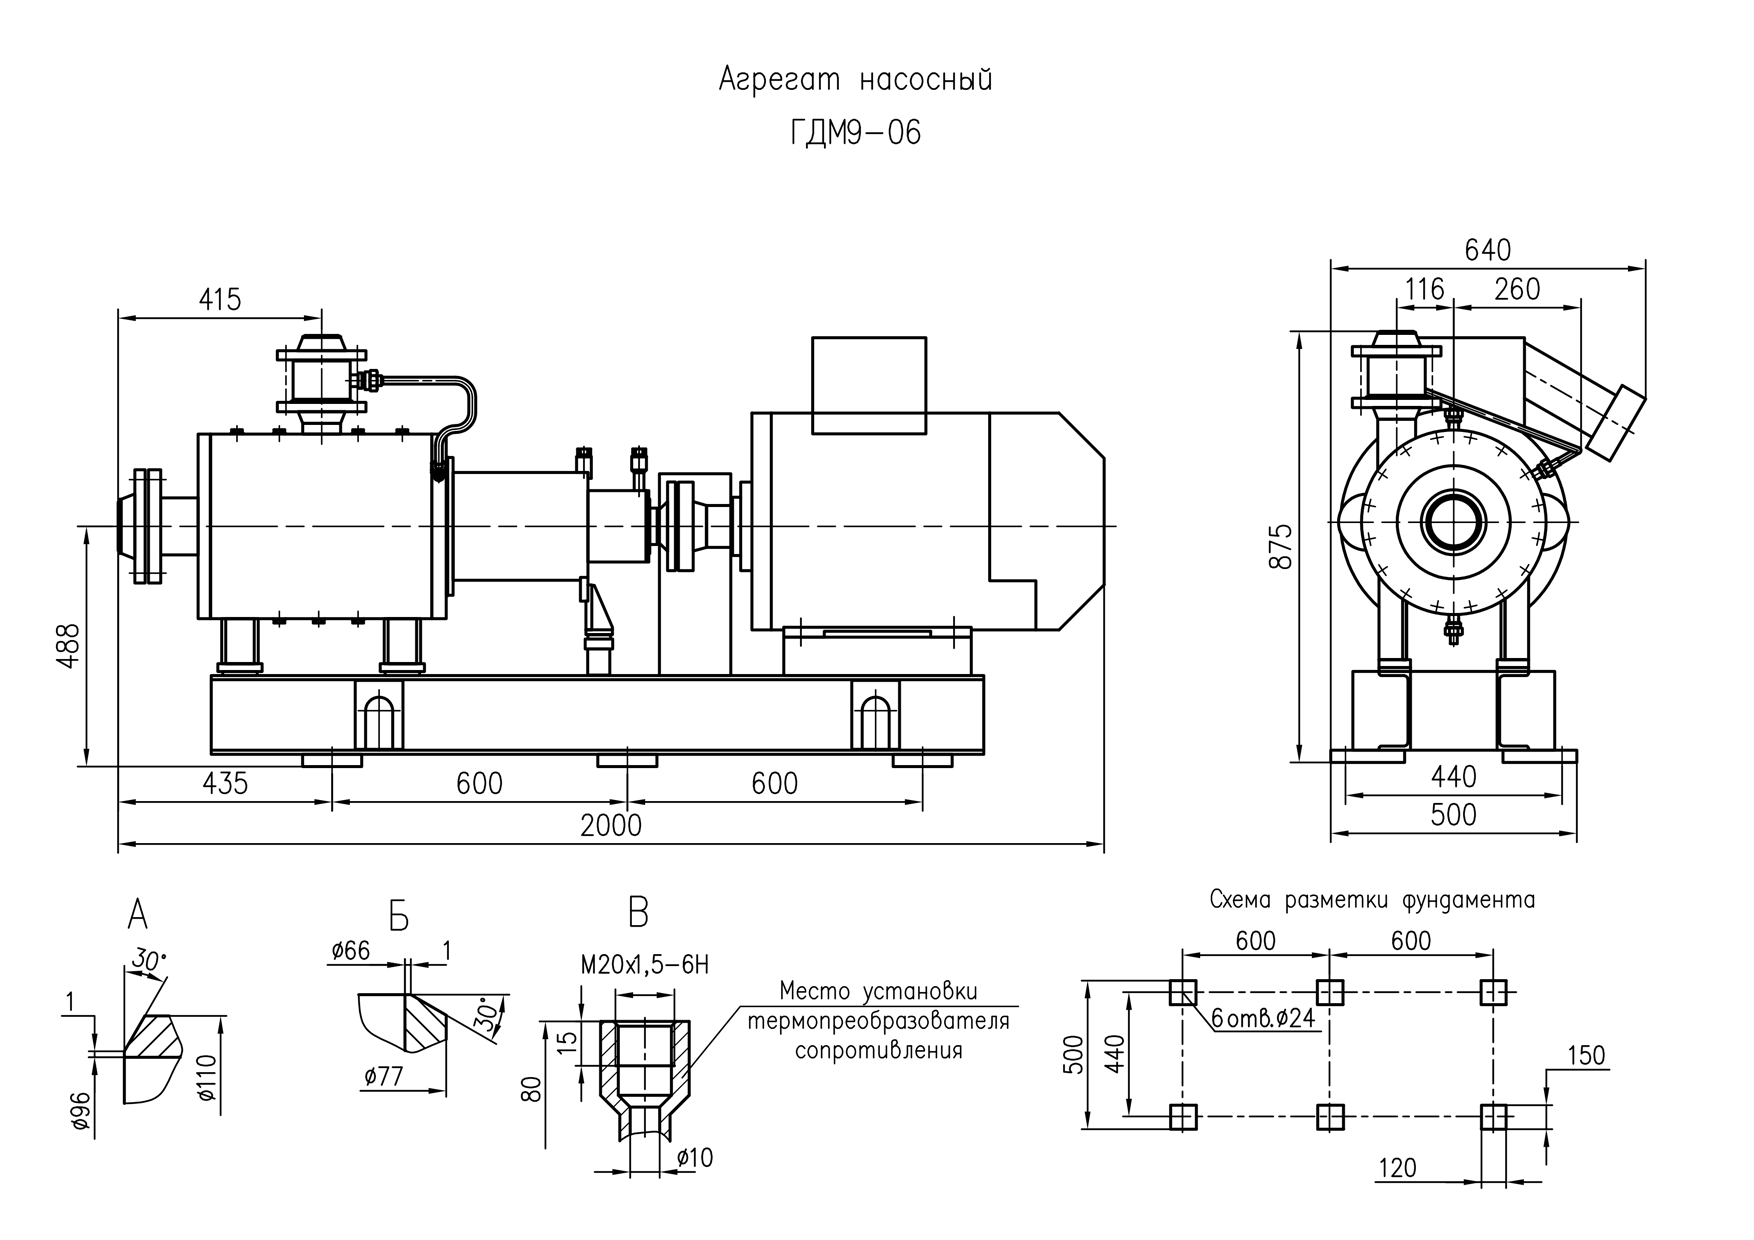 Агрегат насосный
ГДМ9-06
415
488
435
600
600
2000
640
116
260
875
440
500
А
30°
1
ø96
ø110
Б
ø66
1
30°
ø77
В
М20х1,5-6Н
15
80
ø10
Место установки
термопреобразователя
сопротивления
Схема разметки фундамента
600
600
6 отв. ø24
500
440
150
120